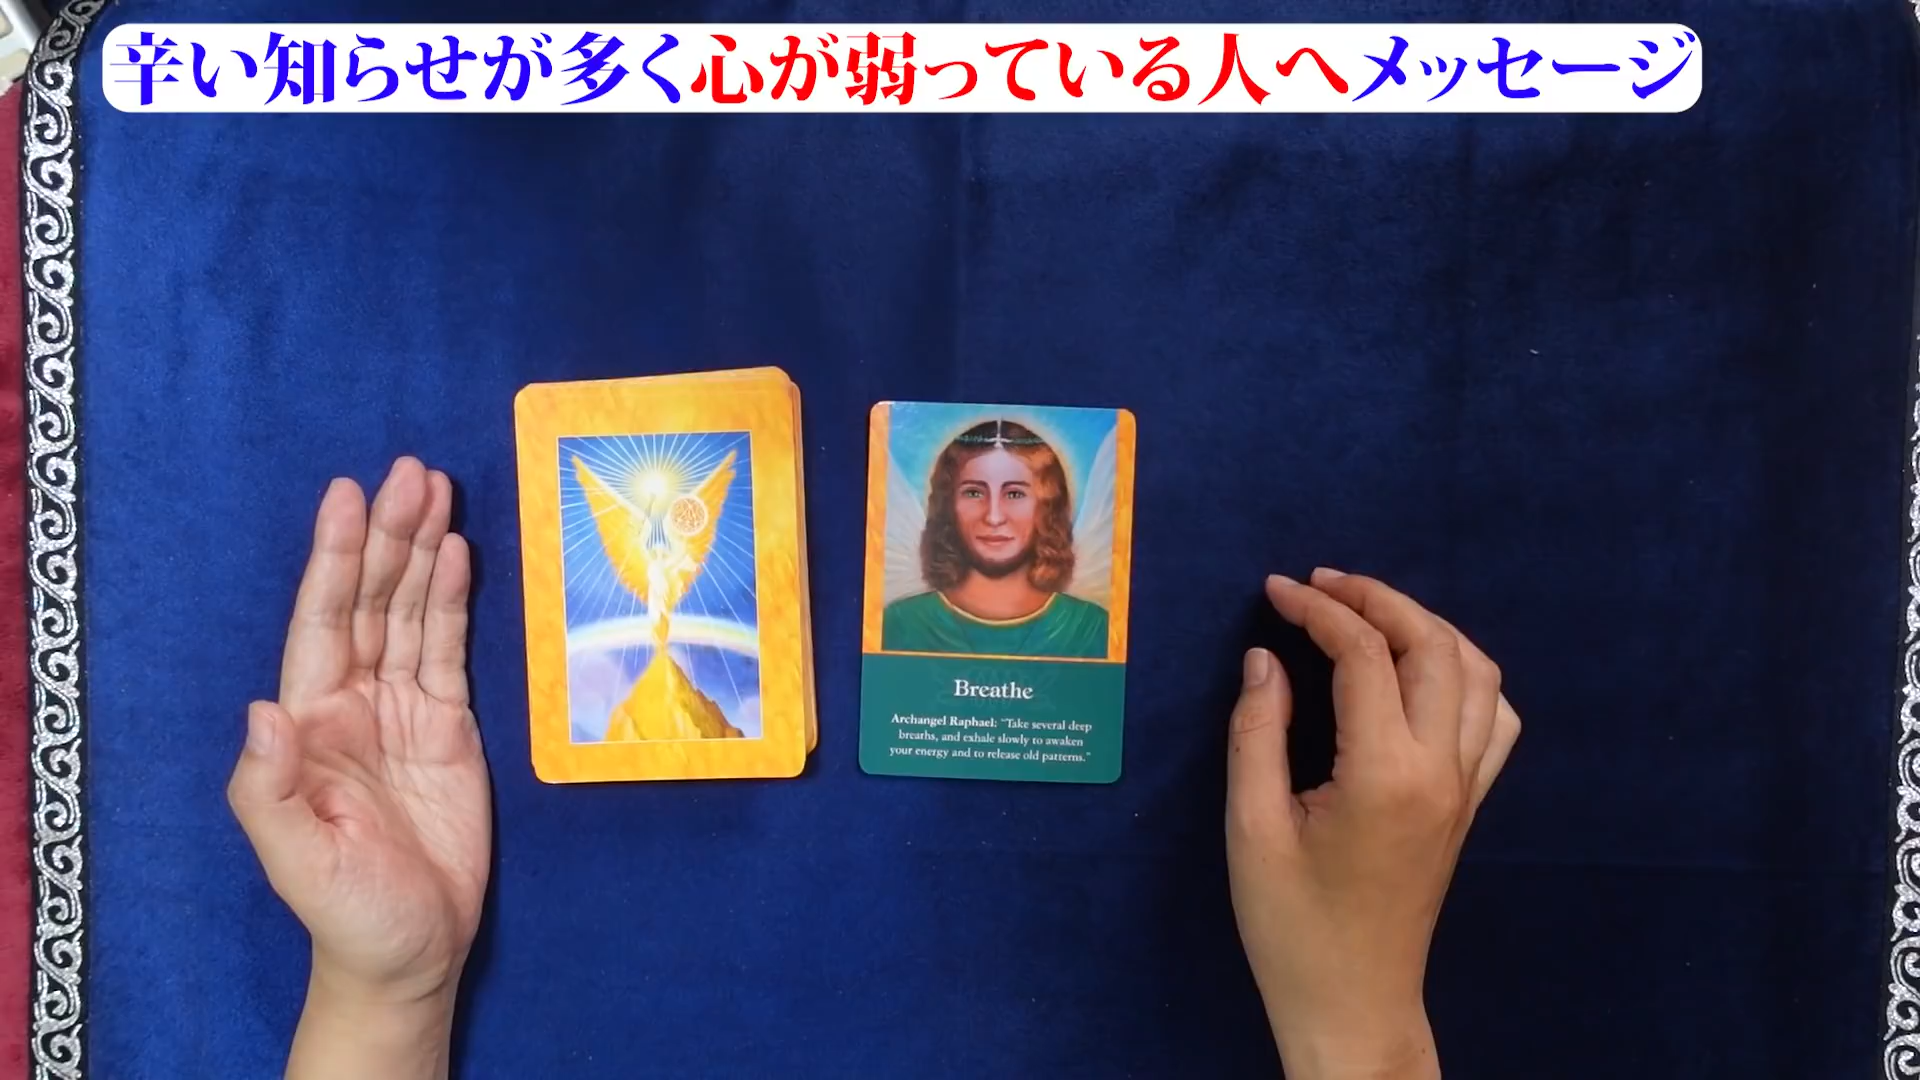 辛い知らせが多く心が弱っている人へメッセージ
Breathe
Archangel Raphael: “Take several deep
breaths, and exhale slowly to awaken
your energy and to release old patterns.”